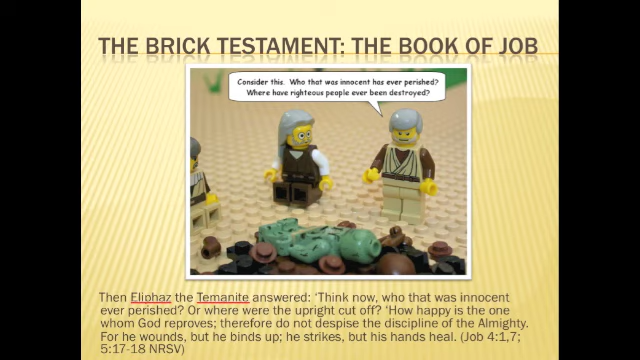 THE BRICK TESTAMENT: THE BOOK OF JOB
Consider this. Who that was innocent has ever perished?
Where have righteous people ever been destroyed?
Then Eliphaz the Temanite answered: ‘Think now, who that was innocent
ever perished? Or where were the upright cut off? ‘How happy is the one
whom God reproves; therefore do not despise the discipline of the Almighty.
For he wounds, but he binds up; he strikes, but his hands heal. (Job 4:1,7;
5:17-18 NRSV)